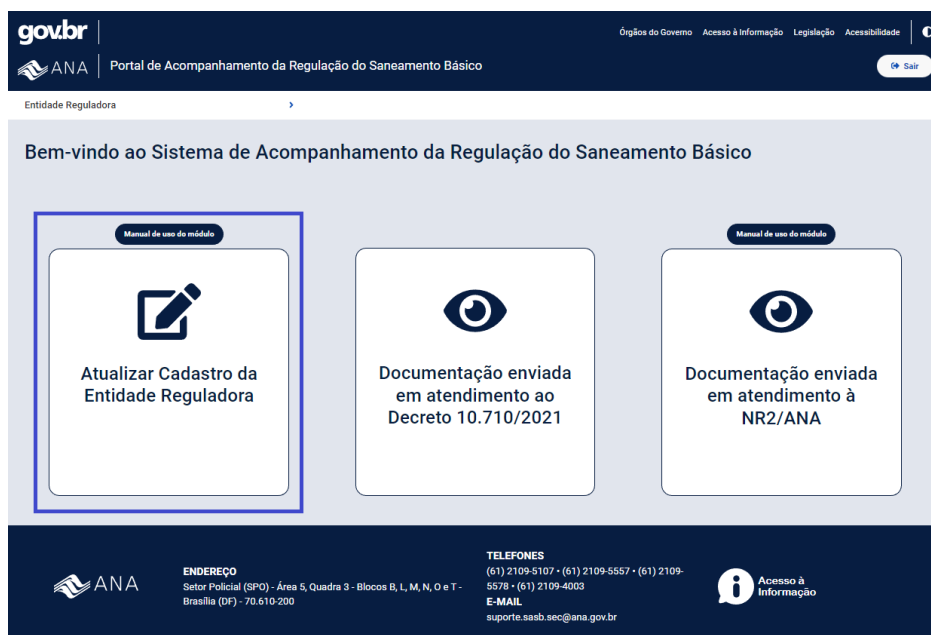 gov.br
Órgãos do Governo Acesso à Informação Legislação Acessibilidade
ANA Portal de Acompanhamento da Regulação do Saneamento Básico
Sair
Entidade Reguladora
Bem-vindo ao Sistema de Acompanhamento da Regulação do Saneamento Básico
Manual de uso do módulo
Atualizar Cadastro da
Entidade Reguladora
Documentação enviada
em atendimento ao
Decreto 10.710/2021
Manual de uso do módulo
Documentação enviada
em atendimento à
NR2/ANA
ANA
ENDEREÇO
Setor Policial (SPO) - Área 5, Quadra 3 - Blocos B, L, M, N, O e T -
Brasília (DF) - 70.610-200
TELEFONES
(61) 2109-5107 • (61) 2109-5557 • (61) 2109-
5578 • (61) 2109-4003
E-MAIL
suporte.sasb.sec@ana.gov.br
Acesso à
Informação